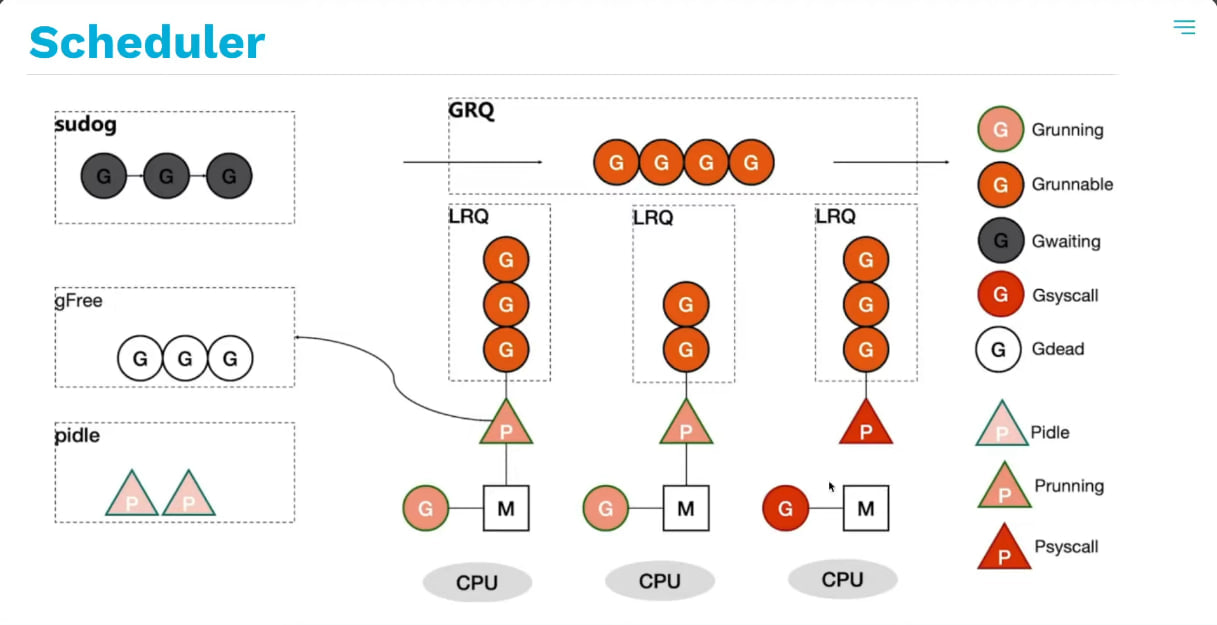 Scheduler
sudog
G G G
GRQ
G G G G
G Grunning
G Grunnable
G Gwaiting
G Gsyscall
G Gdead
LRQ
G
G
G
LRQ
G
G
LRQ
G
G
G
gFree
G G G
pidle
P P
P
P
P
G M
G M
G M
CPU
CPU
CPU
P Pidle
P Prunning
P Psyscall